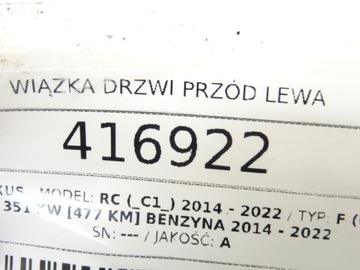 WIĄZKA DRZWI PRZÓD LEWA
416922
MODEL: RC (_C1_) 2014 - 2022 / TYP: F (
351 KW [477 KM] BENZYNA 2014 - 2022
SN: --- / JAKOŚĆ: A